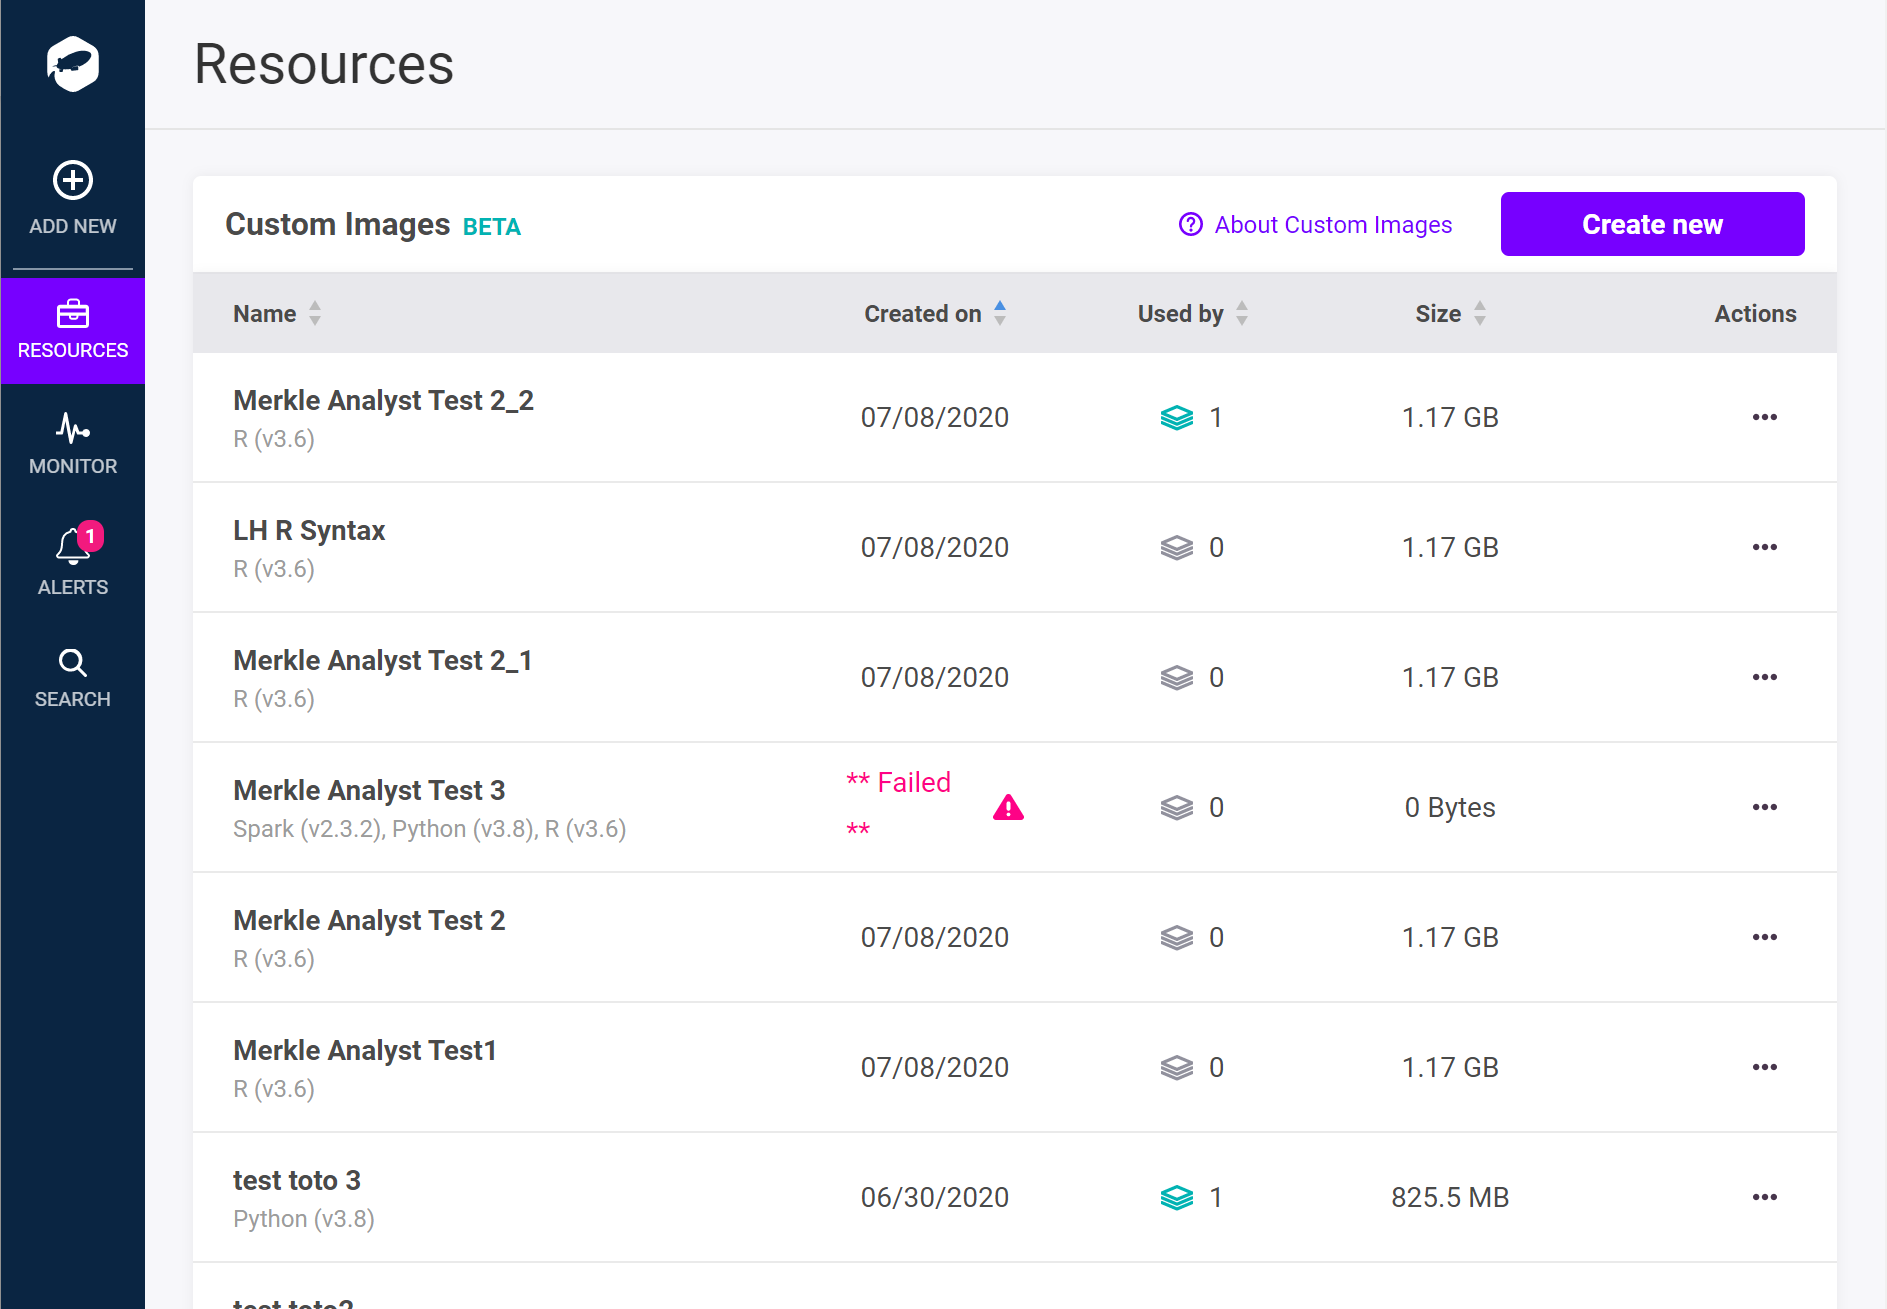 Resources
ADD NEW
RESOURCES
MONITOR
1
ALERTS
SEARCH
Custom Images BETA
About Custom Images
Create new
Name Created on Used by Size Actions
Merkle Analyst Test 2_2
R (v3.6)
07/08/2020 1 1.17 GB
LH R Syntax
R (v3.6)
07/08/2020 0 1.17 GB
Merkle Analyst Test 2_1
R (v3.6)
07/08/2020 0 1.17 GB
Merkle Analyst Test 3
Spark (v2.3.2), Python (v3.8), R (v3.6)
** Failed
**
0 0 Bytes
Merkle Analyst Test 2
R (v3.6)
07/08/2020 0 1.17 GB
Merkle Analyst Test1
R (v3.6)
07/08/2020 0 1.17 GB
test toto 3
Python (v3.8)
06/30/2020 1 825.5 MB
test toto2